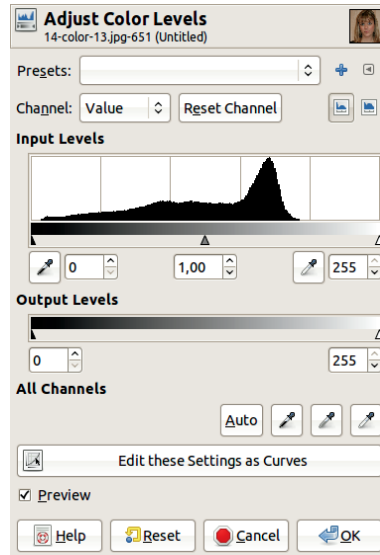 Adjust Color Levels
14-color-13.jpg-651 (Untitled)
Presets:
Channel: Value Reset Channel
Input Levels
0 1,00 255
Output Levels
0 255
All Channels
Auto
Edit these Settings as Curves
Preview
Help Reset Cancel OK